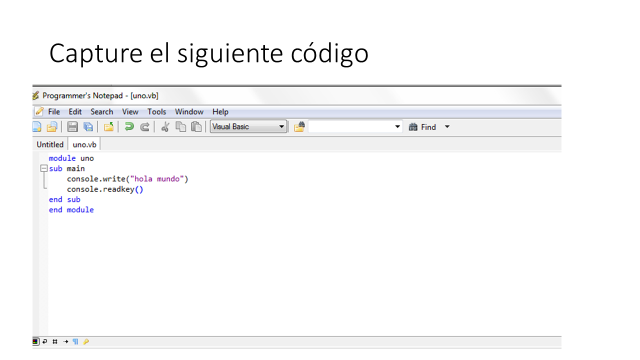 Capture el siguiente código
Programmer's Notepad - [uno.vb]
File Edit Search View Tools Window Help
Visual Basic Find
Untitled uno.vb
module uno
sub main
console.write("hola mundo")
console.readkey()
end sub
end module